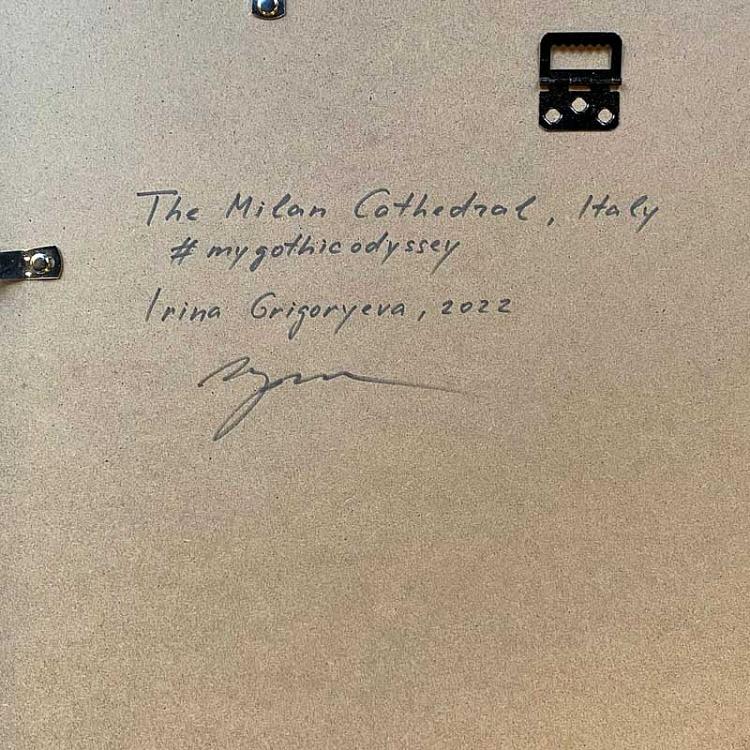 The Milan Cathedral, Italy
# mygothicodyssey
Irina Grigoryeva, 2022